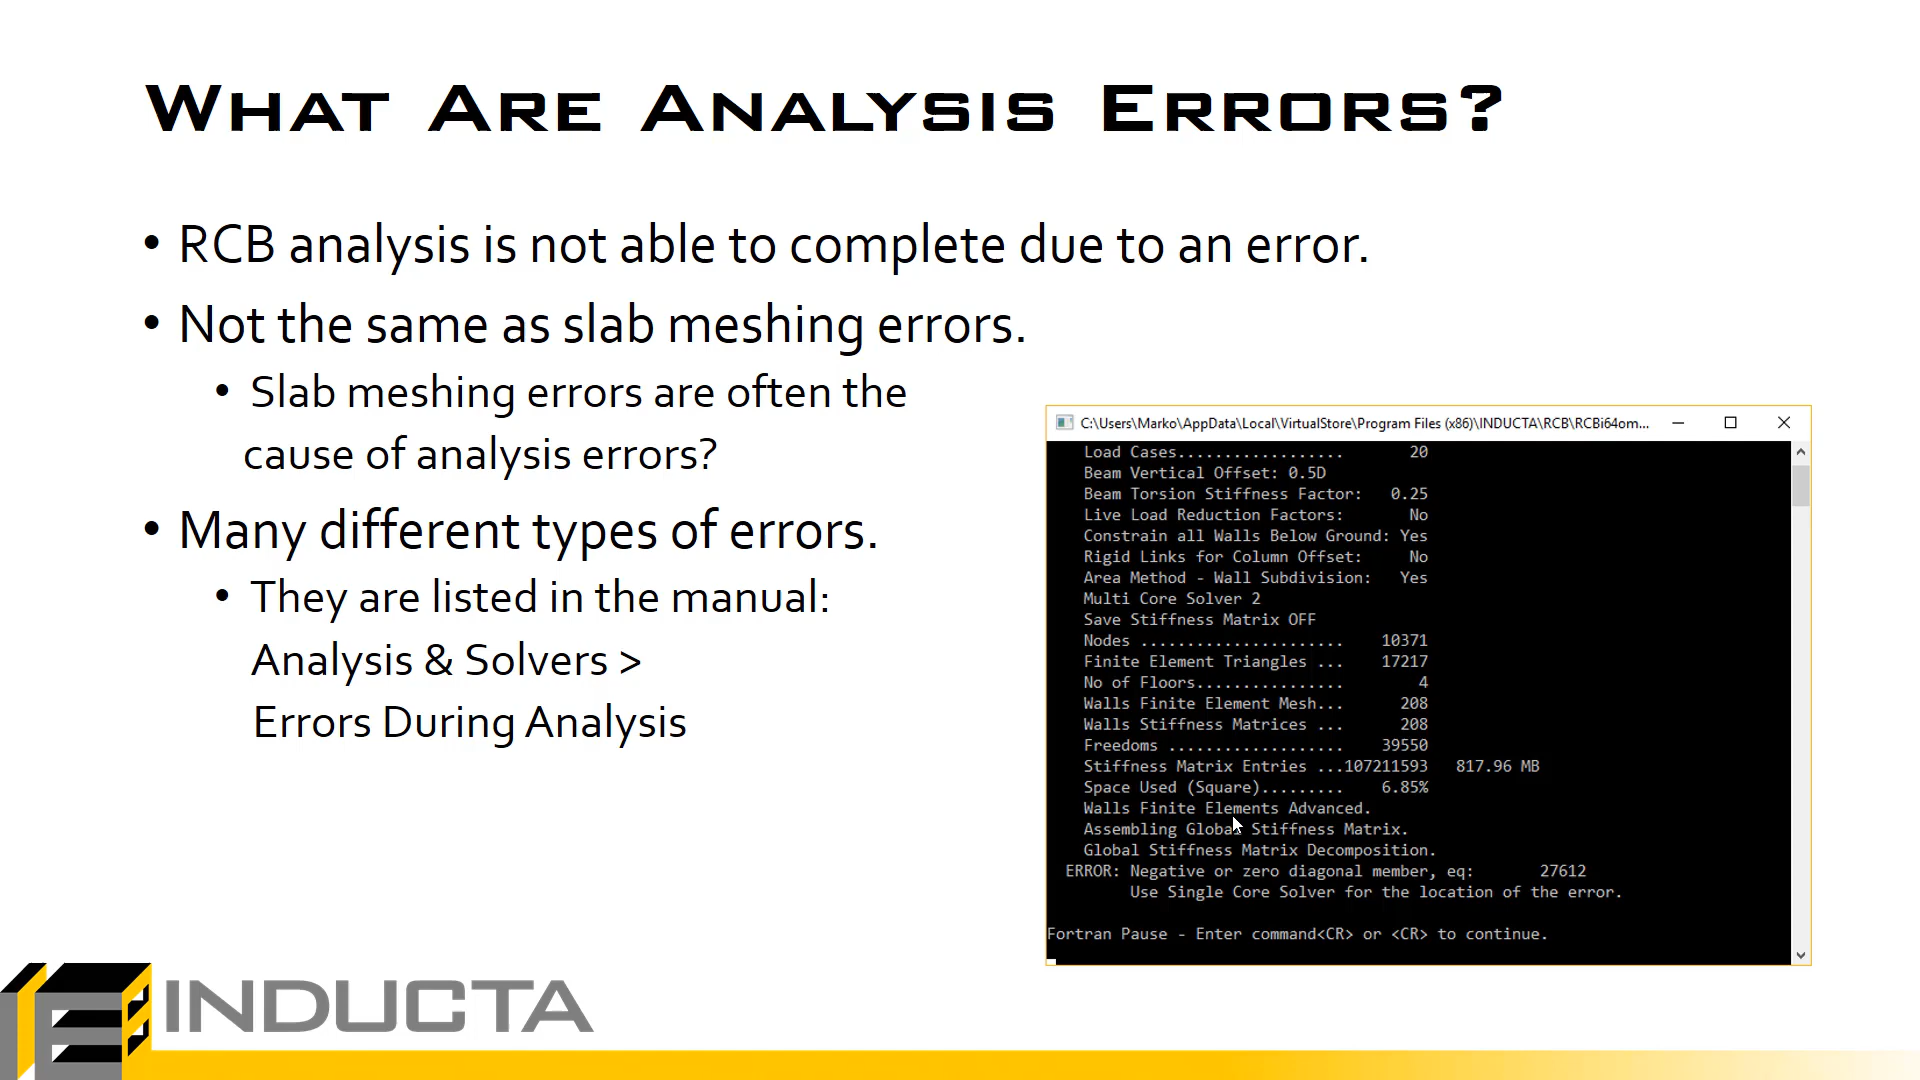 WHAT ARE ANALYSIS ERRORS?
• RCB analysis is not able to complete due to an error.
• Not the same as slab meshing errors.
• Slab meshing errors are often the
cause of analysis errors?
• Many different types of errors.
• They are listed in the manual:
Analysis & Solvers >
Errors During Analysis
C:\Users\Marko\AppData\Local\VirtualStore\Program Files (x86)\INDUCTA\RCB\RCBi64om...
Load Cases.................. 20
Beam Vertical Offset: 0.5D
Beam Torsion Stiffness Factor: 0.25
Live Load Reduction Factors: No
Constrain all Walls Below Ground: Yes
Rigid Links for Column Offset: No
Area Method - Wall Subdivision: Yes
Multi Core Solver 2
Save Stiffness Matrix OFF
Nodes ...................... 10371
Finite Element Triangles ... 17217
No of Floors................ 4
Walls Finite Element Mesh... 208
Walls Stiffness Matrices ... 208
Freedoms ................... 39550
Stiffness Matrix Entries ...107211593 817.96 MB
Space Used (Square)......... 6.85%
Walls Finite Elements Advanced.
Assembling Global Stiffness Matrix.
Global Stiffness Matrix Decomposition.
ERROR: Negative or zero diagonal member, eq: 27612
Use Single Core Solver for the location of the error.
Fortran Pause - Enter command<CR> or <CR> to continue.
INDUCTA